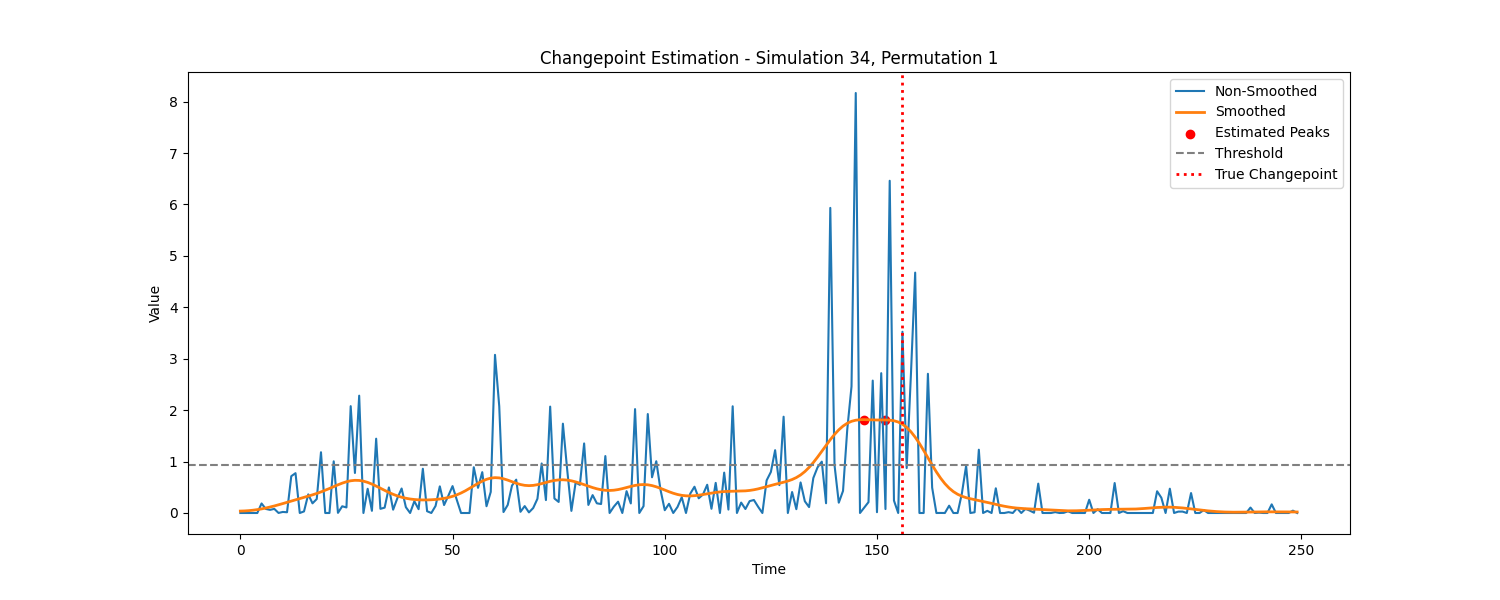 Changepoint Estimation - Simulation 34, Permutation 1
Non-Smoothed
Smoothed
Estimated Peaks
Threshold
True Changepoint
Value
8
7
6
5
4
3
2
1
0
0 50 100 150 200 250
Time